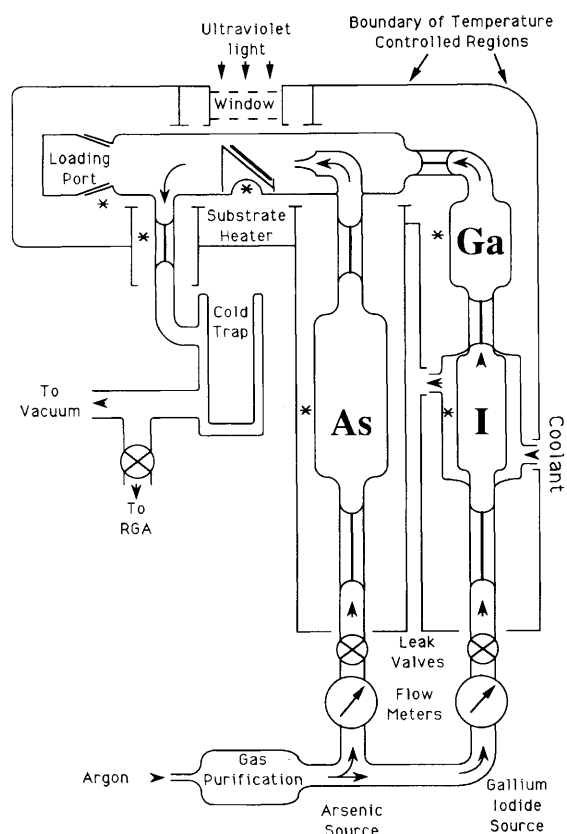 Boundary of Temperature
Controlled Regions
Ultraviolet
light
Window
Loading
Port
*
*
*
Substrate
Heater
*
Ga
Cold
Trap
To
Vacuum
*
As
*
I
Coolant
To
RGA
Leak
Valves
Flow
Meters
Gas
Purification
Argon
Arsenic
Source
Gallium
Iodide
Source